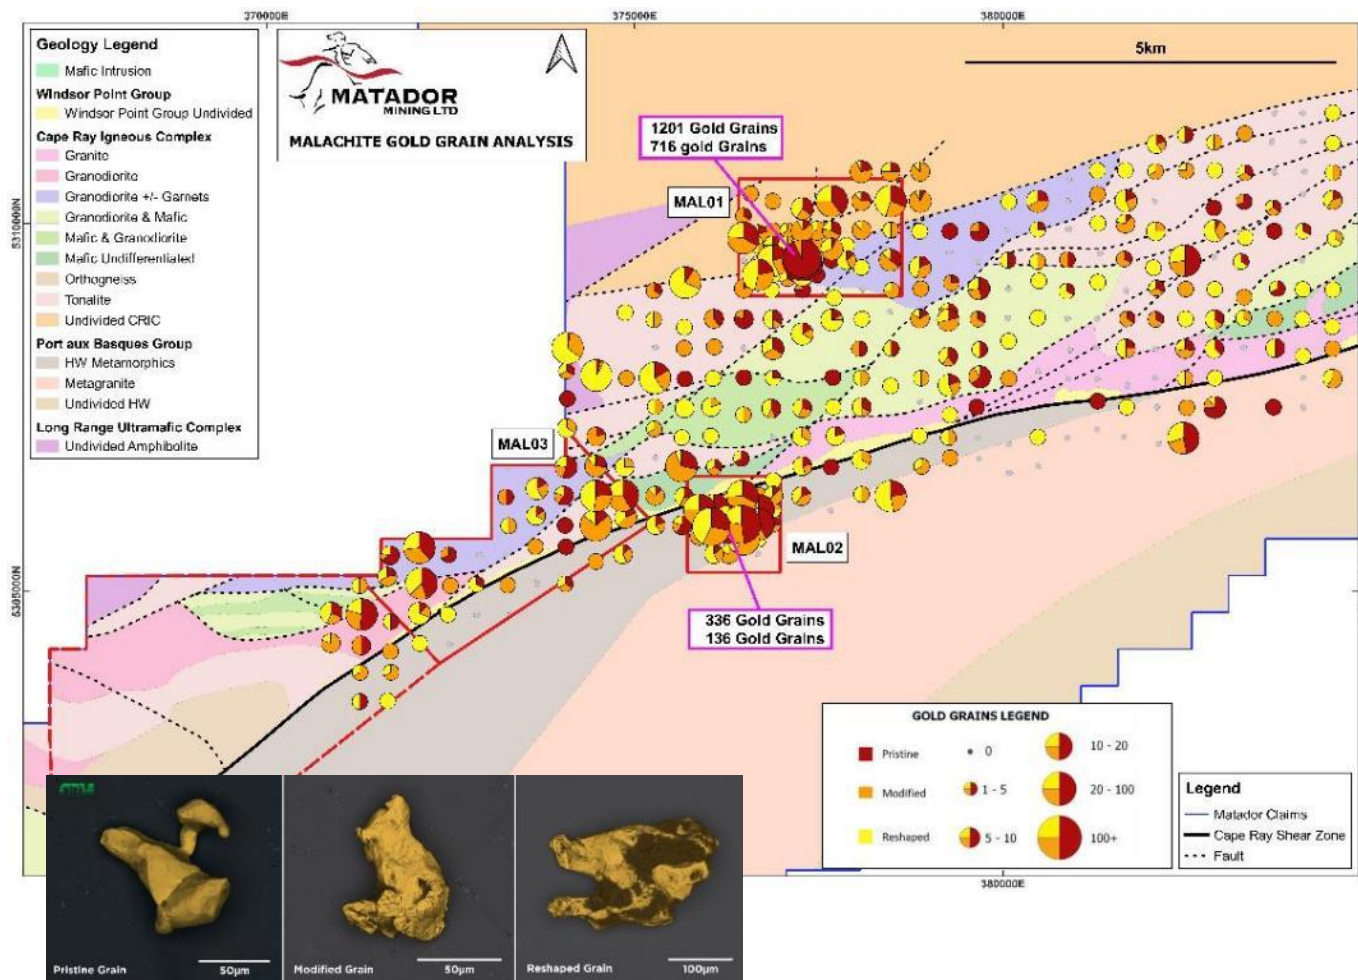 370000E
375000E
380000E
Geology Legend
Mafic Intrusion
Windsor Point Group
Windsor Point Group Undivided
Cape Ray Igneous Complex
Granite
Granodiorite
Granodiorite +/- Garnets
Granodiorite & Mafic
Mafic & Granodiorite
Mafic Undifferentiated
Orthogneiss
Tonalite
Undivided CRIC
Port aux Basques Group
HW Metamorphics
Metagranite
Undivided HW
Long Range Ultramafic Complex
Undivided Amphibolite
MATADOR
MINING LTD
MALACHITE GOLD GRAIN ANALYSIS
5km
1201 Gold Grains
716 gold Grains
MAL01
5310000N
5310000N
MAL03
MAL02
336 Gold Grains
136 Gold Grains
5305000N
5305000N
GOLD GRAINS LEGEND
Pristine
Modified
Reshaped
0
1 - 5
5 - 10
10 - 20
20 - 100
100+
Legend
Matador Claims
Cape Ray Shear Zone
Fault
380000E
Pristine Grain
50µm
Modified Grain
50µm
Reshaped Grain
100µm